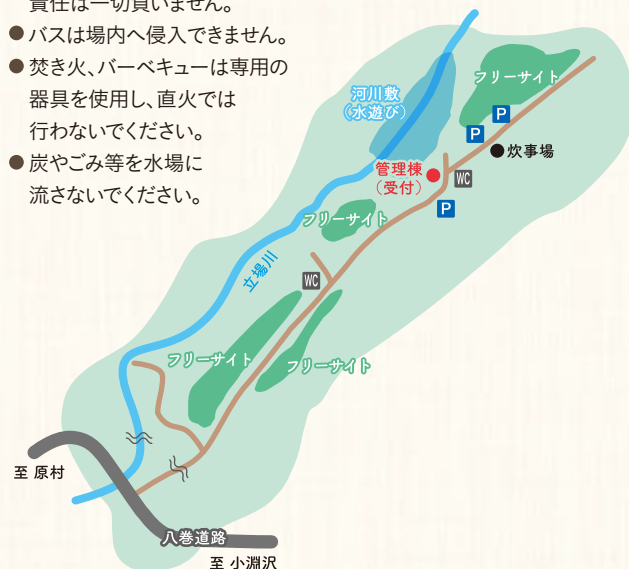 責任は一切負いません。
● バスは場内へ侵入できません。
● 焚き火、バーベキューは専用の
器具を使用し、直火では
行わないでください。
● 炭やごみ等を水場に
流さないでください。
フリーサイト
河川敷
（水遊び）
P
P
●炊事場
管理棟
（受付）
WC
P
フリーサイト
立場川
WC
フリーサイト
フリーサイト
至 原村
八巻道路
至 小淵沢